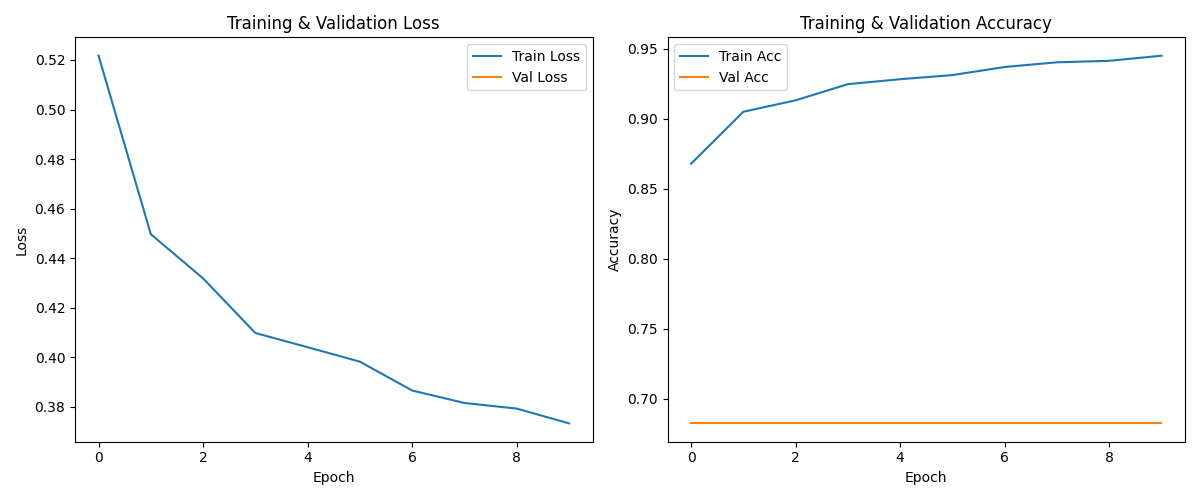 Training & Validation Loss
Train Loss
Val Loss
0.52
0.50
0.48
0.46
0.44
0.42
0.40
0.38
Loss
0
2
4
6
8
Epoch
Training & Validation Accuracy
Train Acc
Val Acc
0.95
0.90
0.85
0.80
0.75
0.70
Accuracy
0
2
4
6
8
Epoch